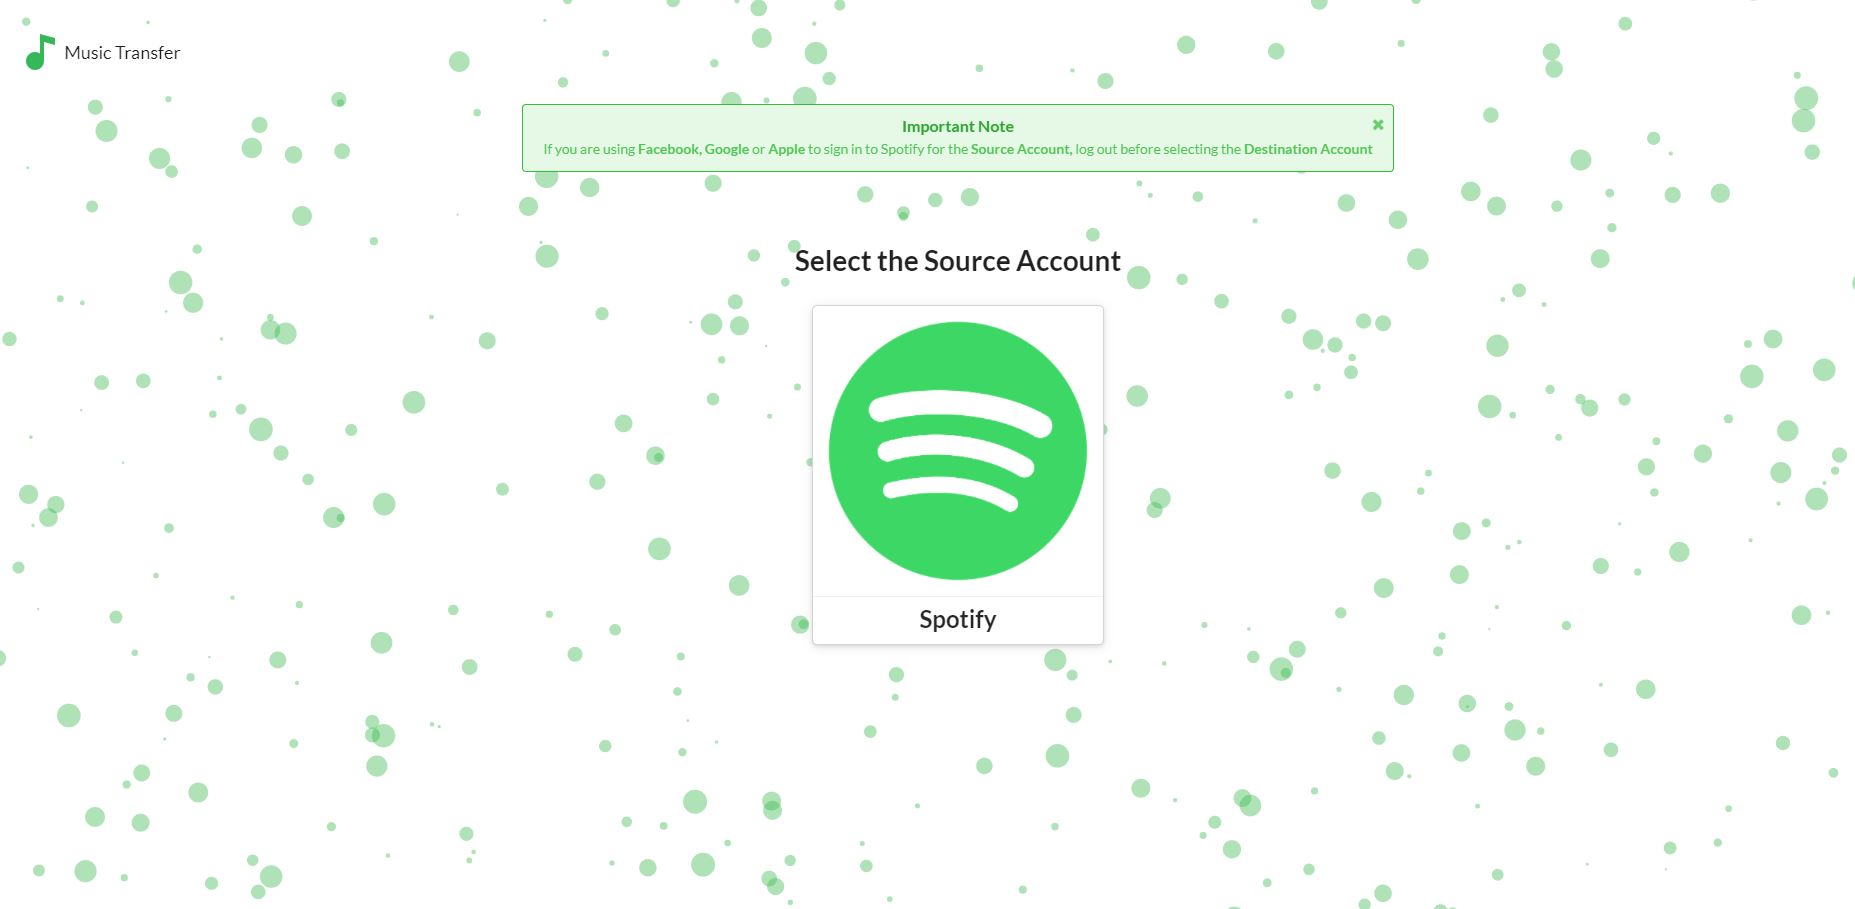 Music Transfer
Important Note
If you are using Facebook, Google or Apple to sign in to Spotify for the Source Account, log out before selecting the Destination Account
Select the Source Account
Spotify